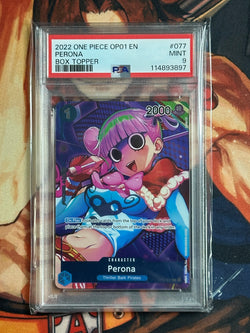 2022 ONE PIECE OP01 EN
#077
PERONA
MINT
BOX TOPPER
9
PSA
114893897
1
2000
Perona
CHARACTER
Thriller Bark Pirates